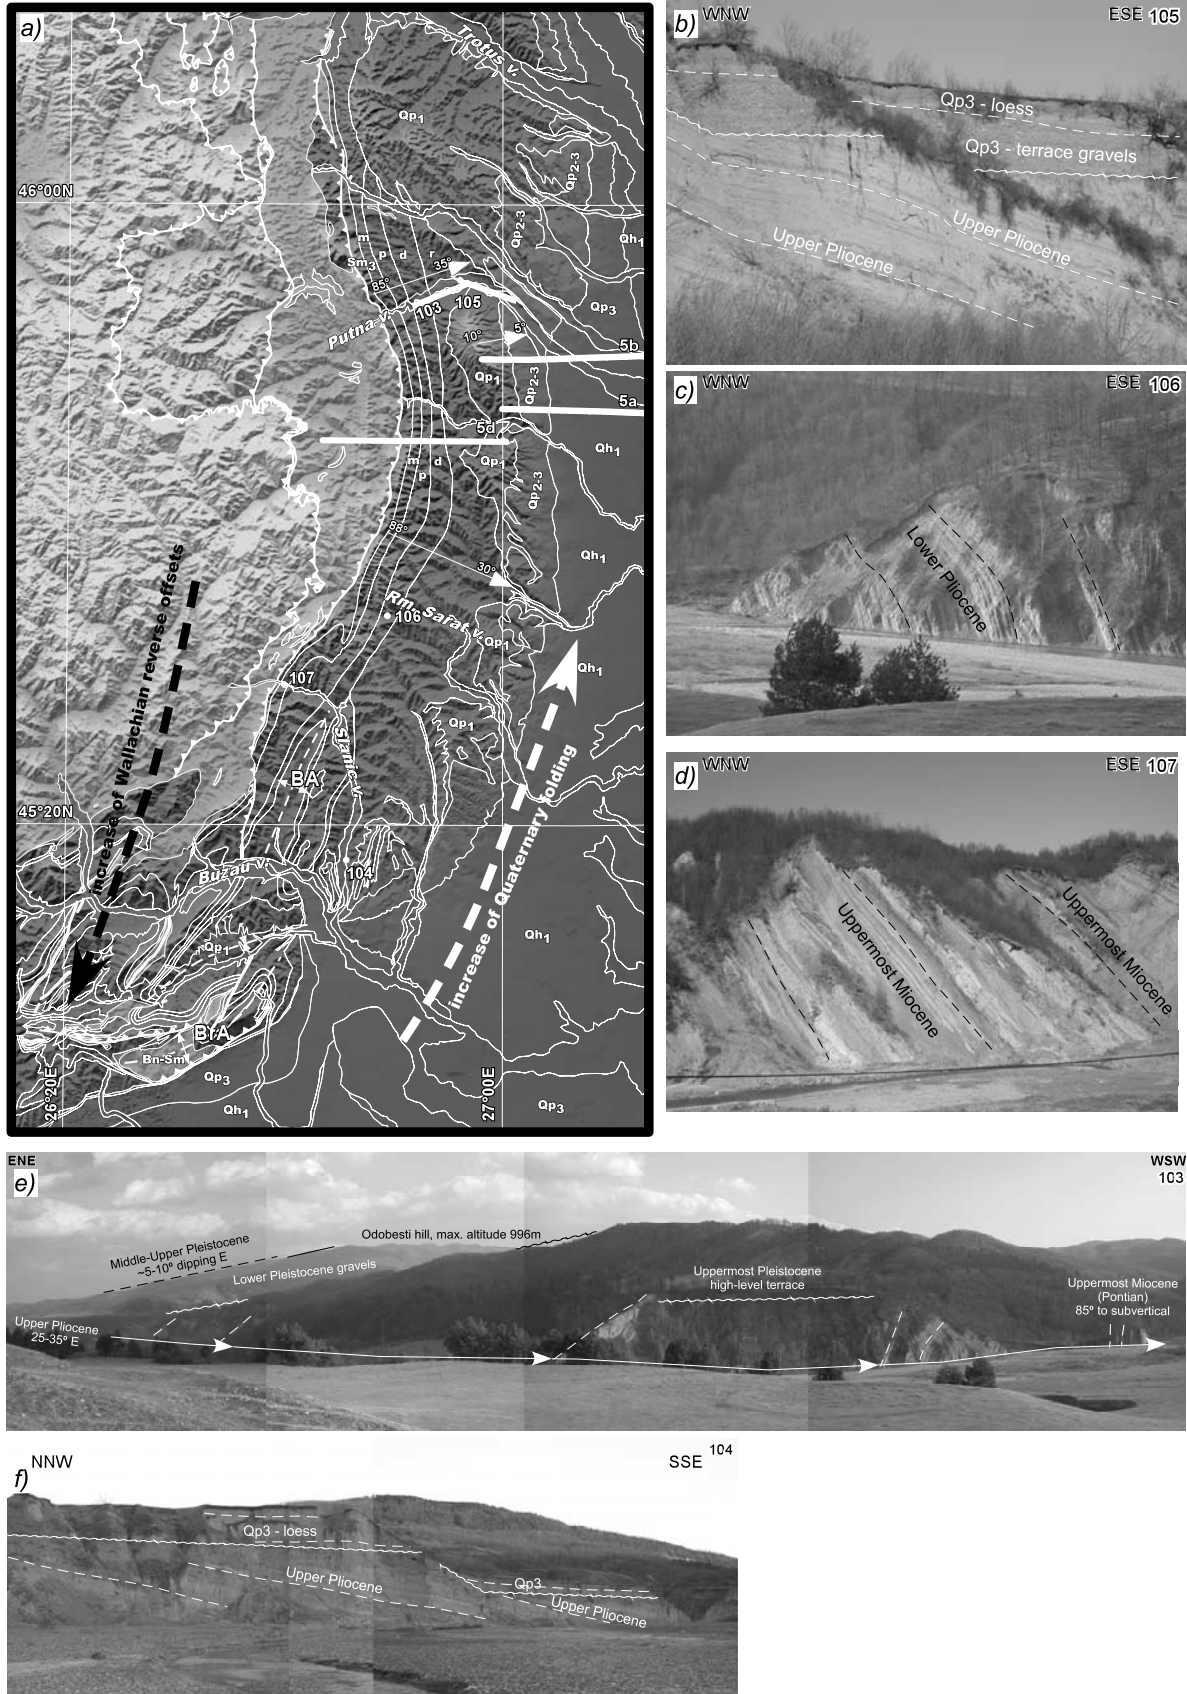 a)
Trotus v.
Qp1
Qp2-3
46°00N
Qp2-3
Qh1
m
p
d
r
Sm3
35°
85°
103
105
Qp3
Putna v.
10°
5°
5b
Qp1
Qp2-3
5a
5d
Qh1
m
d
Qp1
p
Qp2-3
88°
Qh1
30°
Rm. Sarat v.
106
Qp1
Qh1
107
Qp1
Slanic v.
BA
increase of Wallachian reverse offsets
increase of Quaternary folding
45°20N
Buzau v.
104
Qp1
Qh1
BrA
Bn-Sm
Qp3
26°20E
27°00E
Qh1
Qp3
b) WNW
ESE 105
Qp3 - loess
Qp3 - terrace gravels
Upper Pliocene
Upper Pliocene
c) WNW
ESE 106
Lower Pliocene
d) WNW
ESE 107
Uppermost Miocene
Uppermost Miocene
ENE
WSW
e)
103
Odobesti hill, max. altitude 996m
Middle-Upper Pleistocene
~5-10° dipping E
Lower Pleistocene gravels
Uppermost Pleistocene
high-level terrace
Uppermost Miocene
(Pontian)
85° to subvertical
Upper Pliocene
25-35° E
f) NNW
SSE 104
Qp3 - loess
Upper Pliocene
Qp3
Upper Pliocene